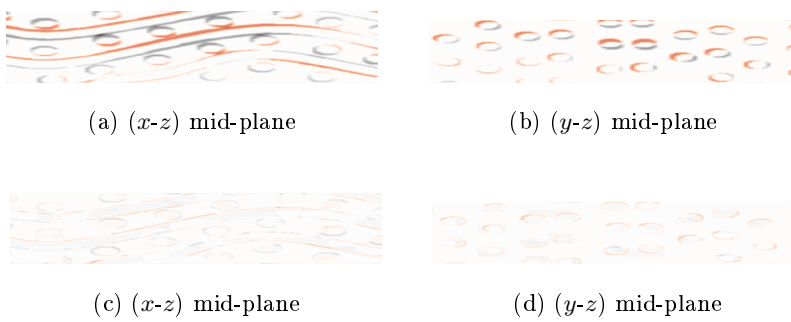 (a) (x-z) mid-plane
(b) (y-z) mid-plane
(c) (x-z) mid-plane
(d) (y-z) mid-plane